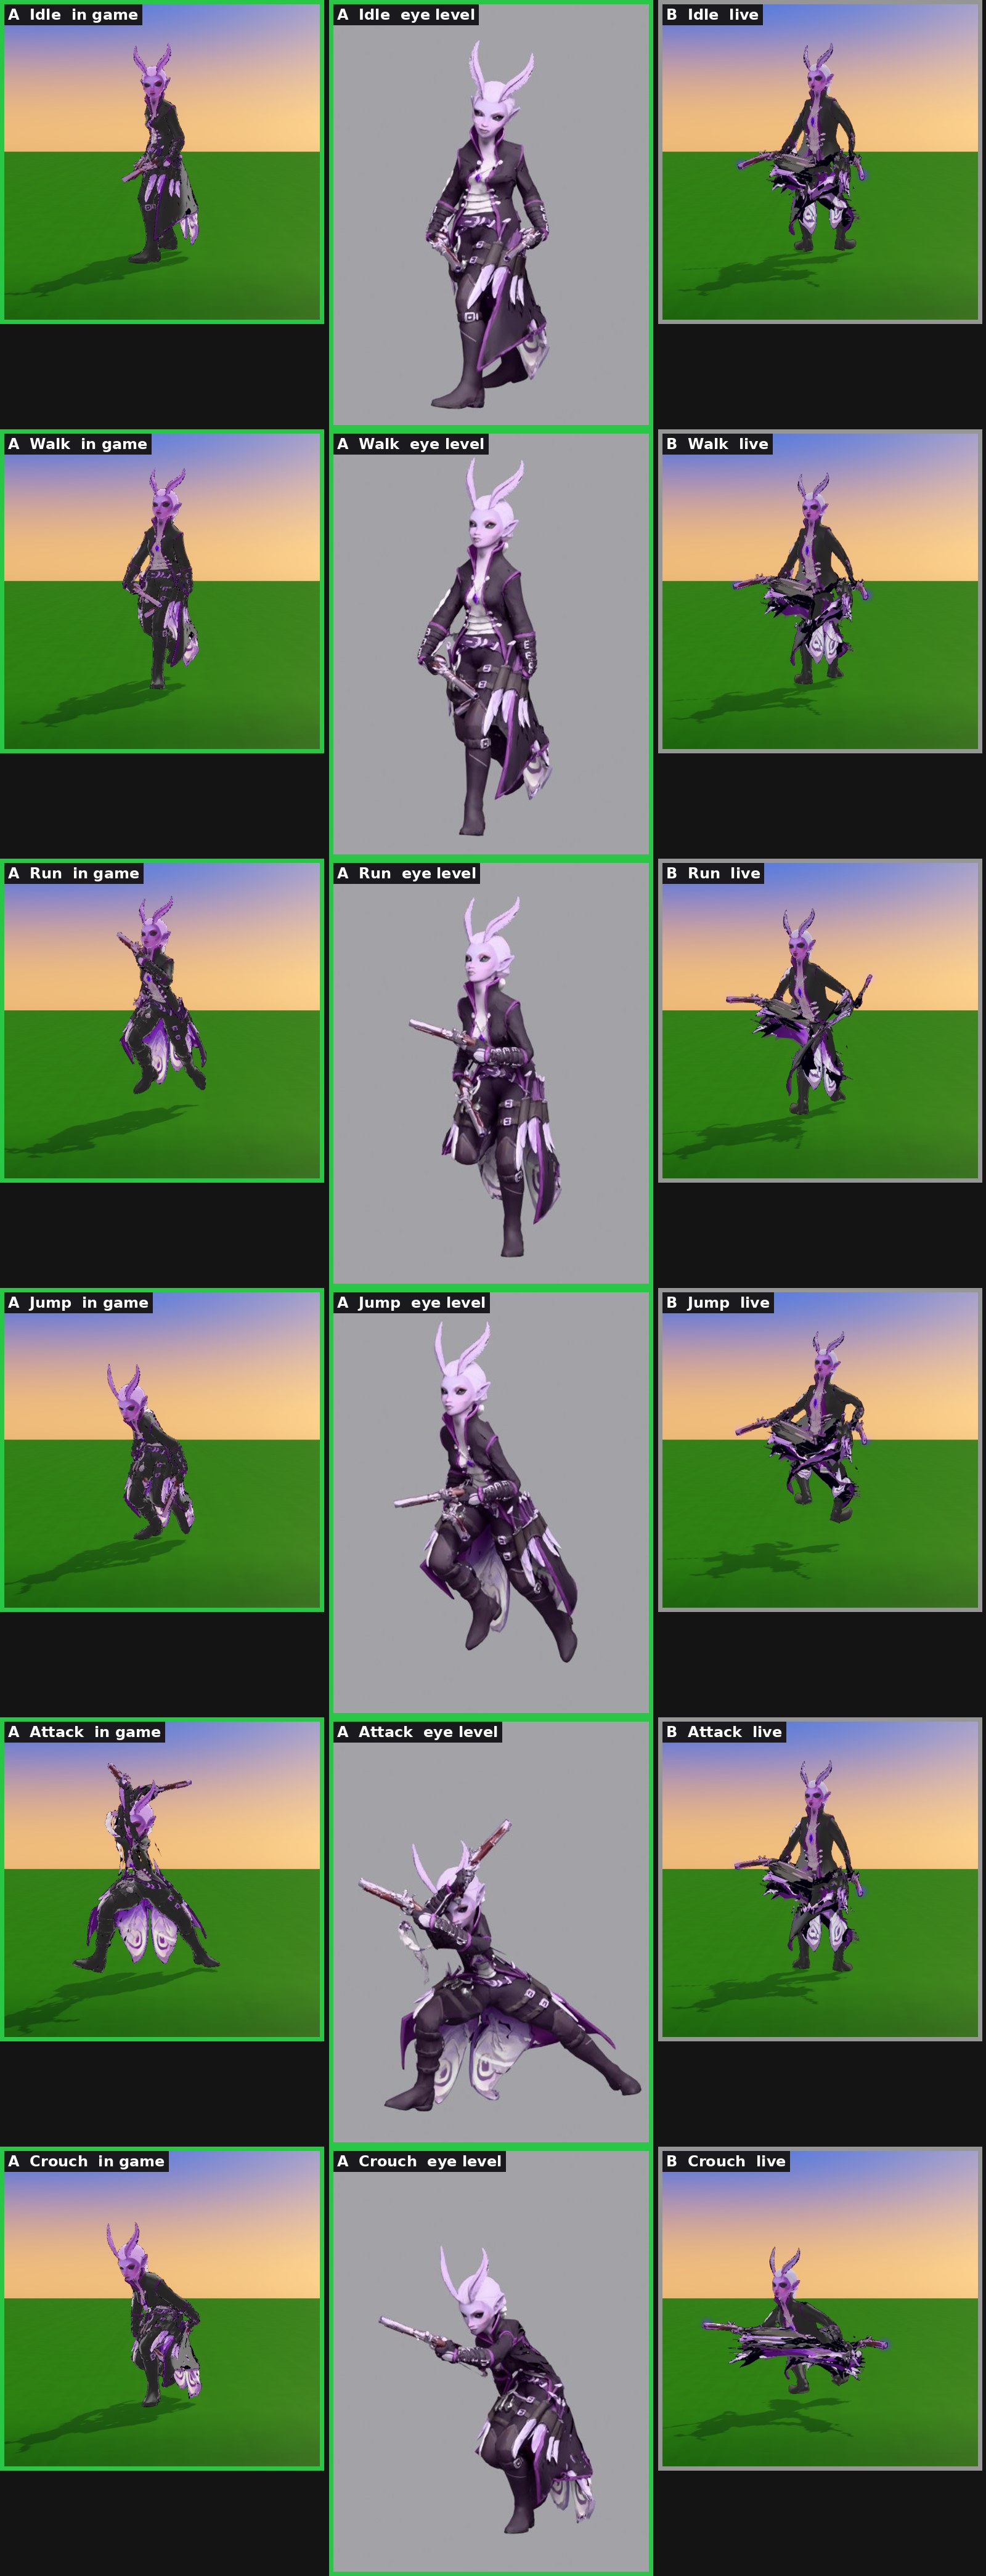 A Idle in game
A Idle eye level
B Idle live
A Walk in game
A Walk eye level
B Walk live
A Run in game
A Run eye level
B Run live
A Jump in game
A Jump eye level
B Jump live
A Attack in game
A Attack eye level
B Attack live
A Crouch in game
A Crouch eye level
B Crouch live